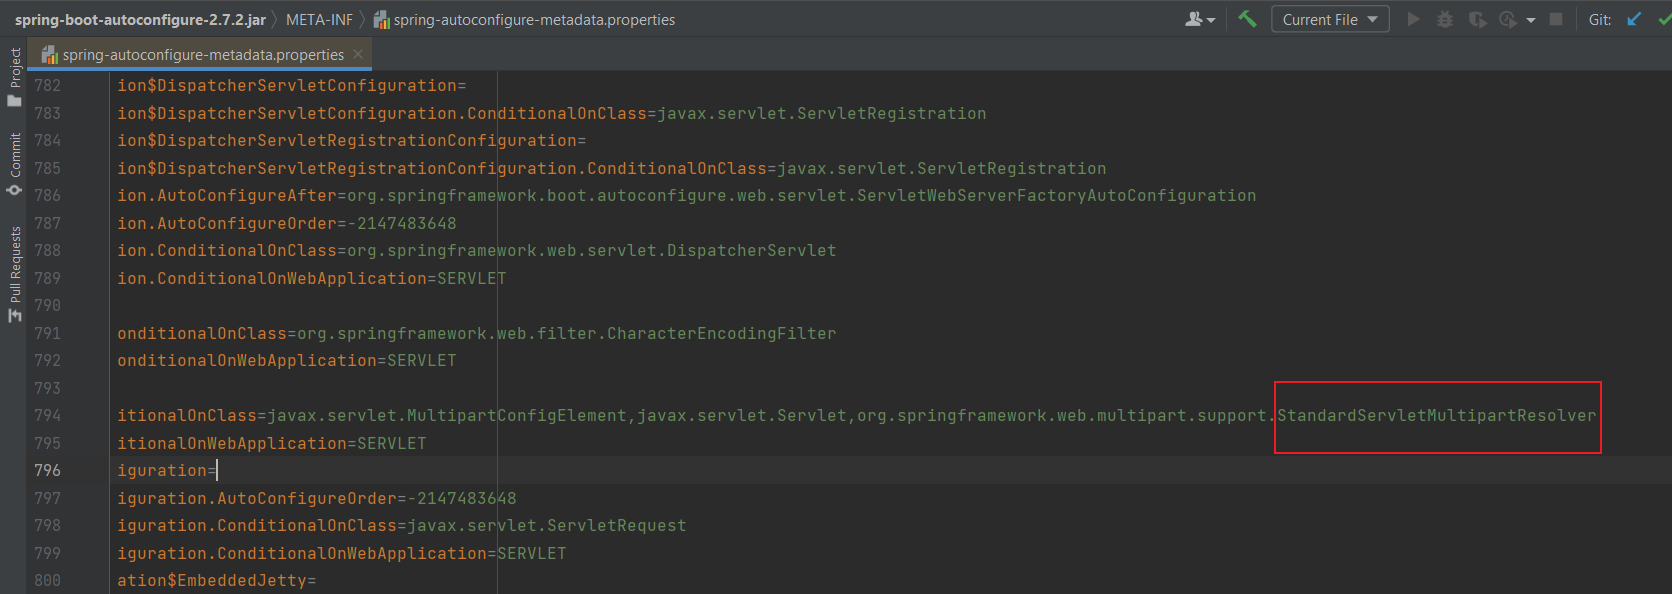 spring-boot-autoconfigure-2.7.2.jar META-INF spring-autoconfigure-metadata.properties Current File Git:
spring-autoconfigure-metadata.properties
Project
Commit
Pull Requests
782 ion$DispatcherServletConfiguration=
783 ion$DispatcherServletConfiguration.ConditionalOnClass=javax.servlet.ServletRegistration
784 ion$DispatcherServletRegistrationConfiguration=
785 ion$DispatcherServletRegistrationConfiguration.ConditionalOnClass=javax.servlet.ServletRegistration
786 ion.AutoConfigureAfter=org.springframework.boot.autoconfigure.web.servlet.ServletWebServerFactoryAutoConfiguration
787 ion.AutoConfigureOrder=-2147483648
788 ion.ConditionalOnClass=org.springframework.web.servlet.DispatcherServlet
789 ion.ConditionalOnWebApplication=SERVLET
790
791 onditionalOnClass=org.springframework.web.filter.CharacterEncodingFilter
792 onditionalOnWebApplication=SERVLET
793
794 itionalOnClass=javax.servlet.MultipartConfigElement,javax.servlet.Servlet,org.springframework.web.multipart.support.StandardServletMultipartResolver
795 itionalOnWebApplication=SERVLET
796 iguration=
797 iguration.AutoConfigureOrder=-2147483648
798 iguration.ConditionalOnClass=javax.servlet.ServletRequest
799 iguration.ConditionalOnWebApplication=SERVLET
800 ation$EmbeddedJetty=